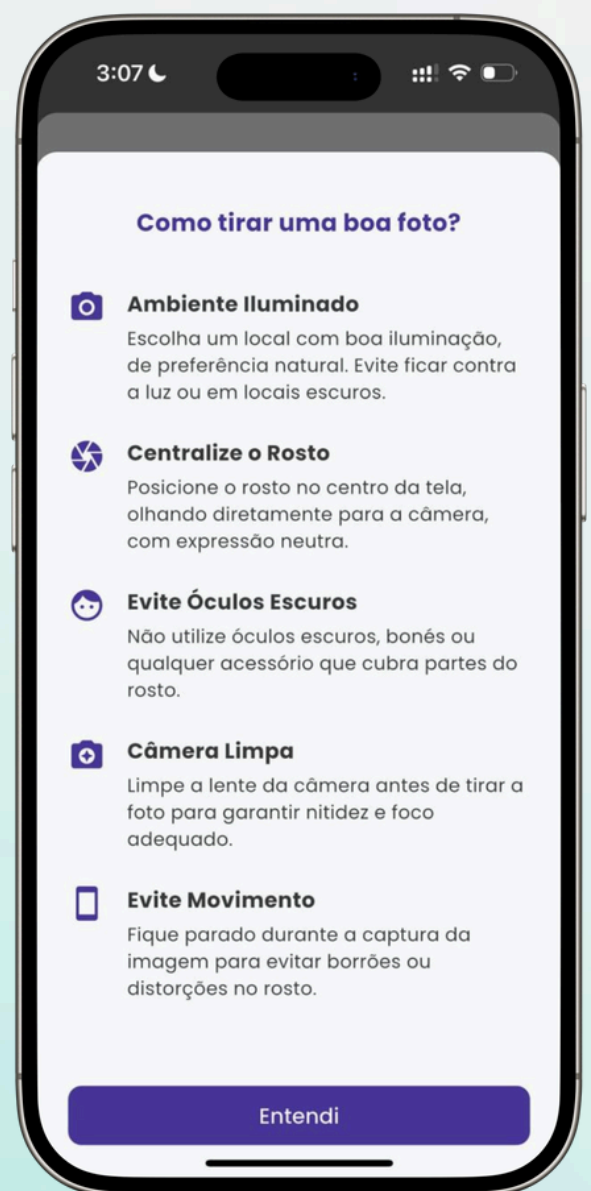 3:07
Como tirar uma boa foto?
Ambiente Iluminado
Escolha um local com boa iluminação,
de preferência natural. Evite ficar contra
a luz ou em locais escuros.
Centralize o Rosto
Posicione o rosto no centro da tela,
olhando diretamente para a câmera,
com expressão neutra.
Evite Óculos Escuros
Não utilize óculos escuros, bonés ou
qualquer acessório que cubra partes do
rosto.
Câmera Limpa
Limpe a lente da câmera antes de tirar a
foto para garantir nitidez e foco
adequado.
Evite Movimento
Fique parado durante a captura da
imagem para evitar borrões ou
distorções no rosto.
Entendi